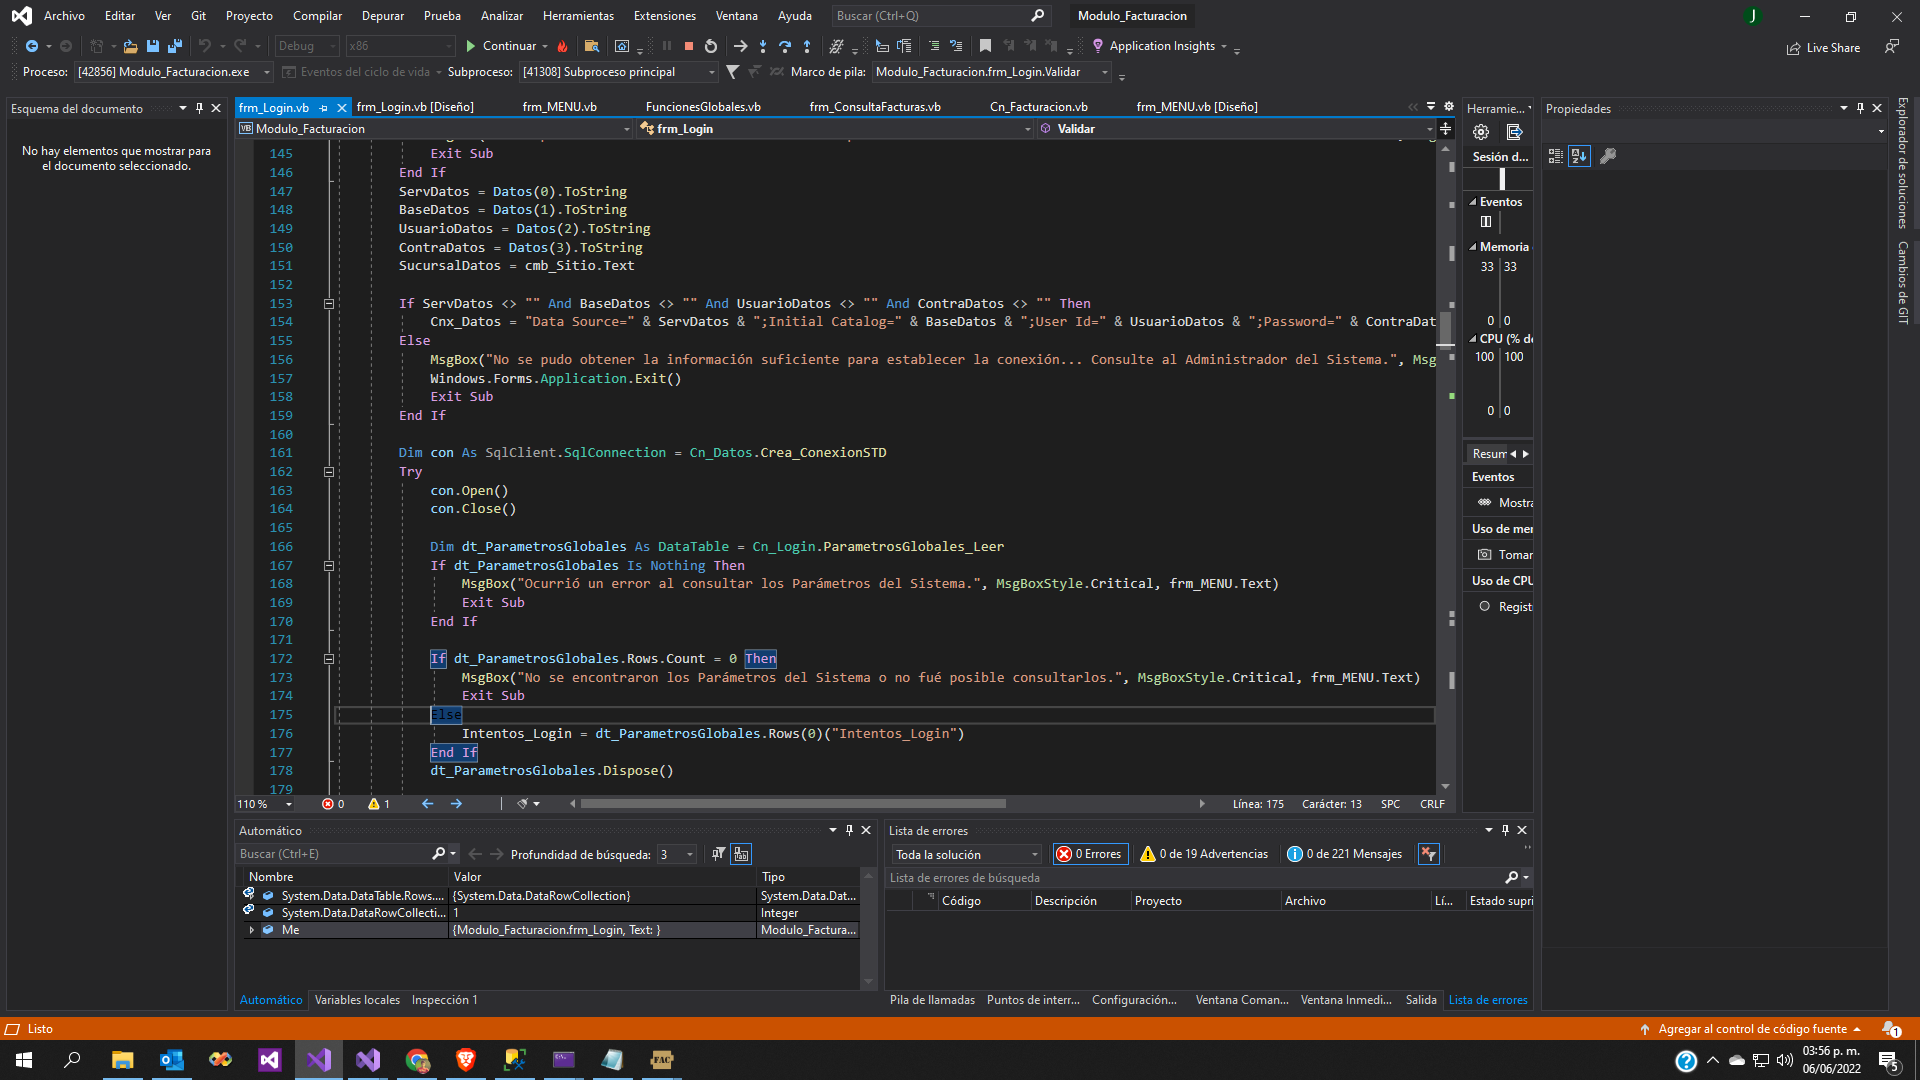 Archivo Editar Ver Git Proyecto Compilar Depurar Prueba Analizar Herramientas Extensiones Ventana Ayuda Buscar (Ctrl+Q) Modulo_Facturacion J
Debug x86 Continuar Application Insights Live Share
Proceso: [42856] Modulo_Facturacion.exe Eventos del ciclo de vida Subproceso: [41308] Subproceso principal Marco de pila: Modulo_Facturacion.frm_Login.Validar
Esquema del documento
No hay elementos que mostrar para
el documento seleccionado.
frm_Login.vb frm_Login.vb [Diseño] frm_MENU.vb FuncionesGlobales.vb frm_ConsultaFacturas.vb Cn_Facturacion.vb frm_MENU.vb [Diseño]
VB Modulo_Facturacion frm_Login Validar
145 Exit Sub
146 End If
147 ServDatos = Datos(0).ToString
148 BaseDatos = Datos(1).ToString
149 UsuarioDatos = Datos(2).ToString
150 ContraDatos = Datos(3).ToString
151 SucursalDatos = cmb_Sitio.Text
152
153 If ServDatos <> "" And BaseDatos <> "" And UsuarioDatos <> "" And ContraDatos <> "" Then
154 Cnx_Datos = "Data Source=" & ServDatos & ";Initial Catalog=" & BaseDatos & ";User Id=" & UsuarioDatos & ";Password=" & ContraDat
155 Else
156 MsgBox("No se pudo obtener la información suficiente para establecer la conexión... Consulte al Administrador del Sistema.", Msg
157 Windows.Forms.Application.Exit()
158 Exit Sub
159 End If
160
161 Dim con As SqlClient.SqlConnection = Cn_Datos.Crea_ConexionSTD
162 Try
163 con.Open()
164 con.Close()
165
166 Dim dt_ParametrosGlobales As DataTable = Cn_Login.ParametrosGlobales_Leer
167 If dt_ParametrosGlobales Is Nothing Then
168 MsgBox("Ocurrió un error al consultar los Parámetros del Sistema.", MsgBoxStyle.Critical, frm_MENU.Text)
169 Exit Sub
170 End If
171
172 If dt_ParametrosGlobales.Rows.Count = 0 Then
173 MsgBox("No se encontraron los Parámetros del Sistema o no fué posible consultarlos.", MsgBoxStyle.Critical, frm_MENU.Text)
174 Exit Sub
175 Else
176 Intentos_Login = dt_ParametrosGlobales.Rows(0)("Intentos_Login")
177 End If
178 dt_ParametrosGlobales.Dispose()
179
110 % 0 1 Línea: 175 Carácter: 13 SPC CRLF
Herramie...
Sesión d...
Eventos
Memoria
33 33
0 0
CPU (% de
100 100
0 0
Resum
Eventos
Mostra
Uso de mer
Tomar
Uso de CPU
Regist
Propiedades
Explorador de soluciones
Cambios de GIT
Automático
Buscar (Ctrl+E) Profundidad de búsqueda: 3
Nombre Valor Tipo
System.Data.DataTable.Rows.... {System.Data.DataRowCollection} System.Data.Dat...
System.Data.DataRowCollecti... 1 Integer
Me {Modulo_Facturacion.frm_Login, Text: } Modulo_Factura...
Automático Variables locales Inspección 1
Lista de errores
Toda la solución 0 Errores 0 de 19 Advertencias 0 de 221 Mensajes
Lista de errores de búsqueda
Código Descripción Proyecto Archivo Lí... Estado supri
Pila de llamadas Puntos de interr... Configuración... Ventana Coman... Ventana Inmedi... Salida Lista de errores
Listo Agregar al control de código fuente 1
FAC
03:56 p. m.
06/06/2022
5